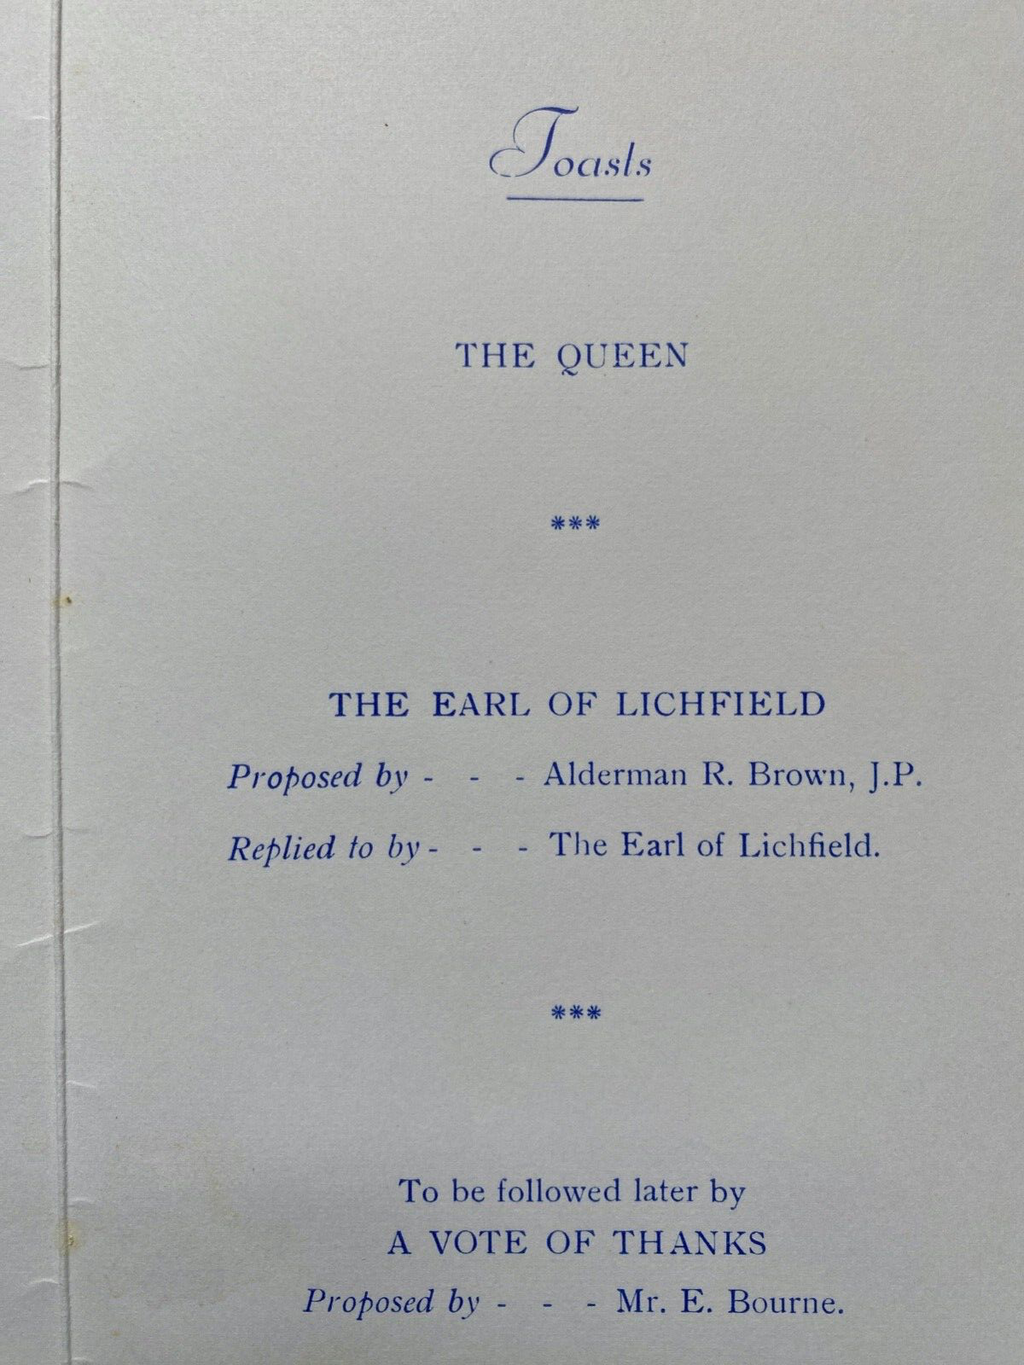 Toasts
THE QUEEN
***
THE EARL OF LICHFIELD
Proposed by - - - Alderman R. Brown, J.P.
Replied to by - - - The Earl of Lichfield.
***
To be followed later by
A VOTE OF THANKS
Proposed by - - - Mr. E. Bourne.